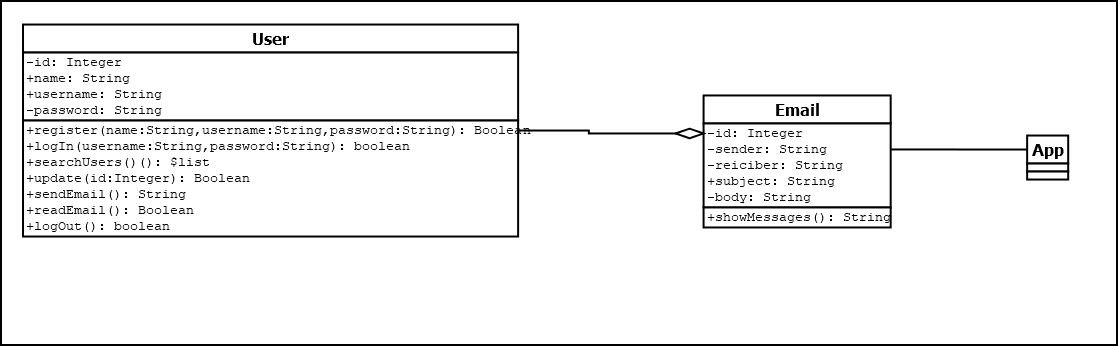 User
-id: Integer
+name: String
+username: String
-password: String
+register(name:String,username:String,password:String): Boolean
+logIn(username:String,password:String): boolean
+searchUsers()(): $list
+update(id:Integer): Boolean
+sendEmail(): String
+readEmail(): Boolean
+logOut(): boolean
Email
-id: Integer
-sender: String
-reiciber: String
+subject: String
-body: String
+showMessages(): String
App